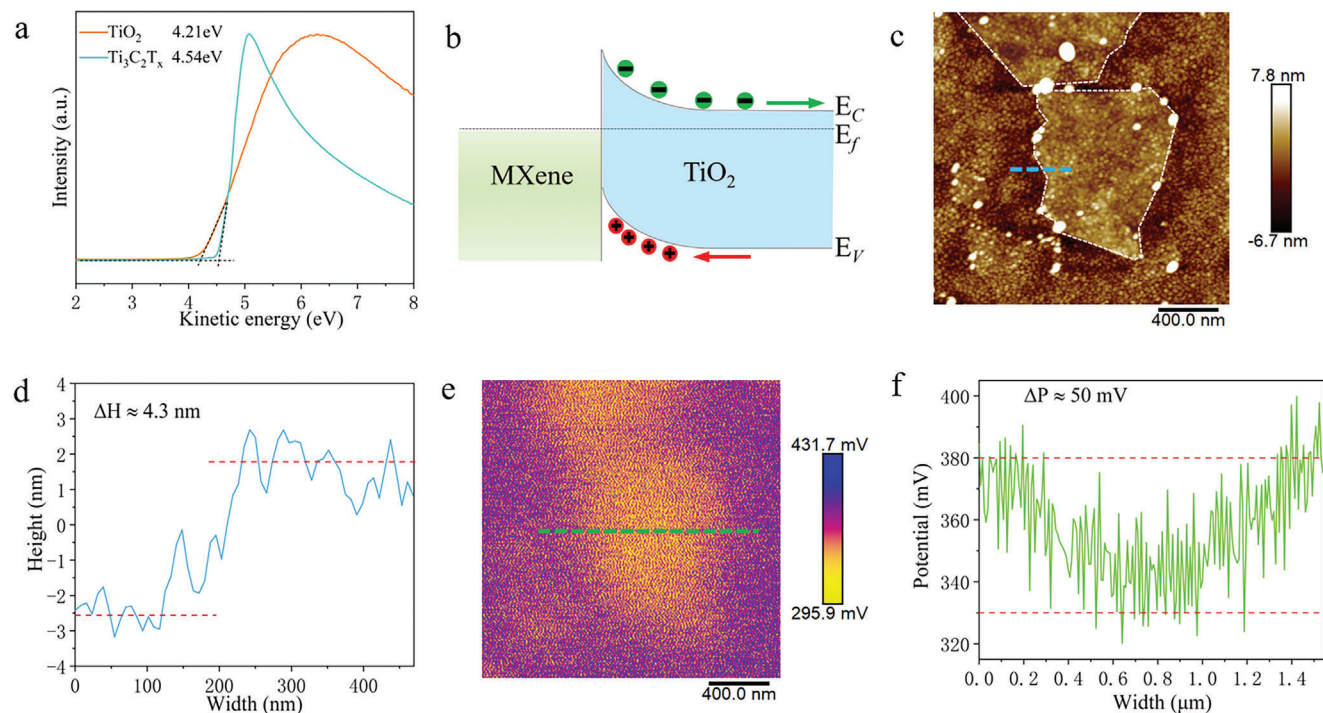 a
TiO₂ 4.21eV
Ti₃C₂Tₓ 4.54eV
Intensity (a.u.)
2 3 4 5 6 7 8
Kinetic energy (eV)
b
E_C
E_f
MXene
TiO₂
E_V
c
7.8 nm
-6.7 nm
400.0 nm
d
ΔH ≈ 4.3 nm
Height (nm)
4
3
2
1
0
−1
−2
−3
−4
0 100 200 300 400
Width (nm)
e
431.7 mV
295.9 mV
400.0 nm
f
ΔP ≈ 50 mV
Potential (mV)
400
380
360
340
320
0.0 0.2 0.4 0.6 0.8 1.0 1.2 1.4
Width (μm)